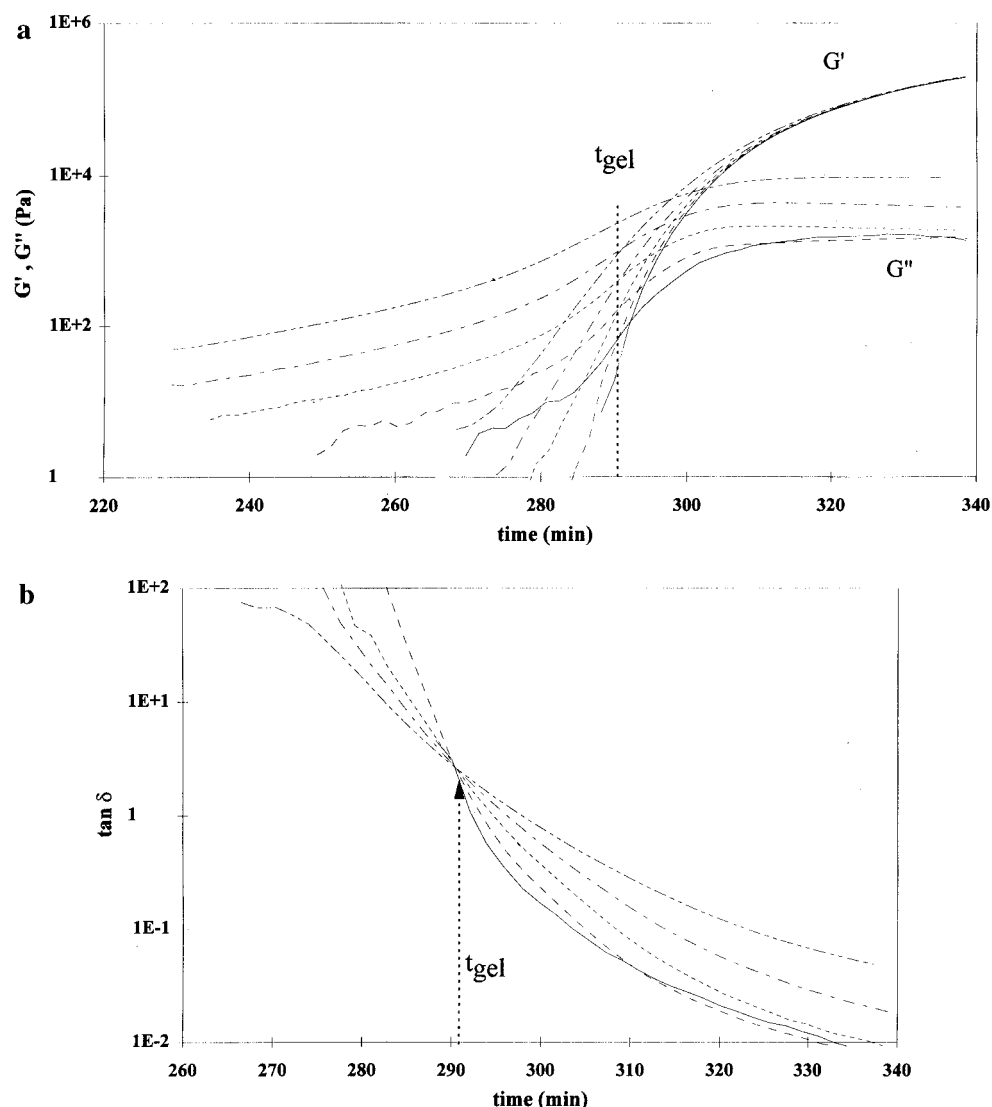 a
1E+6
1E+4
1E+2
1
G' , G" (Pa)
G'
tgel
G"
220 240 260 280 300 320 340
time (min)
b
1E+2
1E+1
1
1E-1
1E-2
tan δ
tgel
260 270 280 290 300 310 320 330 340
time (min)